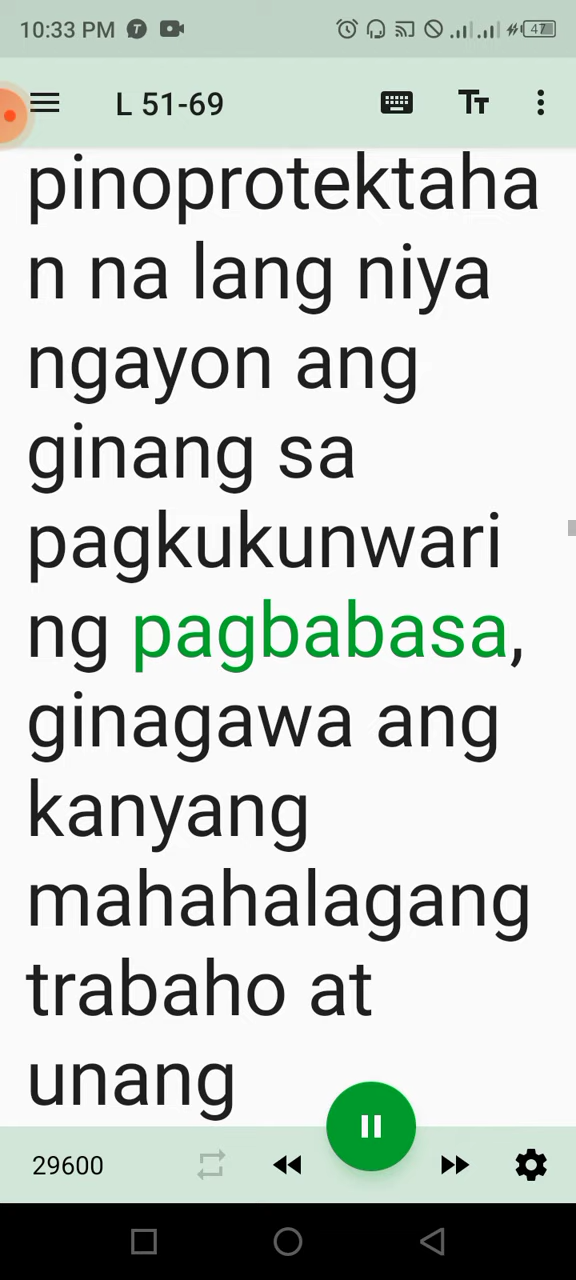 10:33 PM
47
L 51-69
pinoprotektaha
n na lang niya
ngayon ang
ginang sa
pagkukunwari
ng pagbabasa,
ginagawa ang
kanyang
mahahalagang
trabaho at
unang
29600